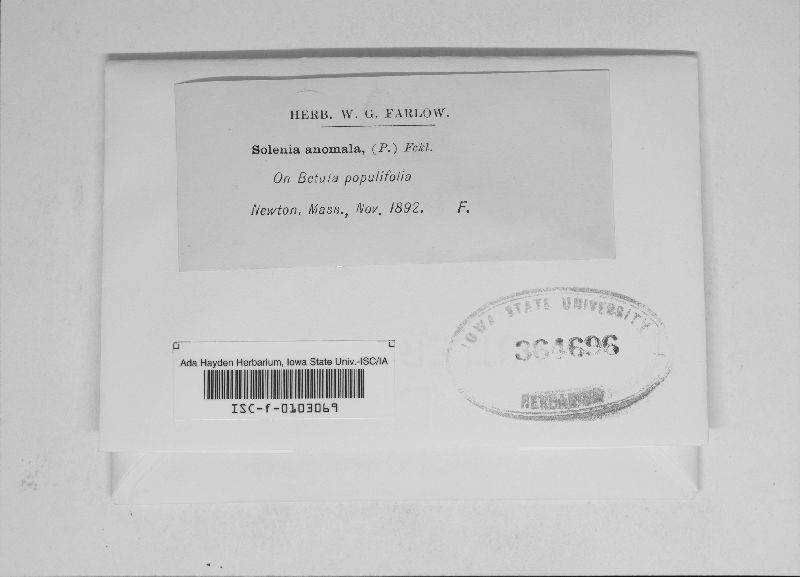 HERB. W. G. FARLOW.
Solenia anomala, (P.) Fckl.
On Betula populifolia
Newton, Mass., Nov. 1892. F.
IOWA STATE UNIVERSITY
364696
HERBARIUM
Ada Hayden Herbarium, Iowa State Univ.-ISC/IA
ISC-f-0103069